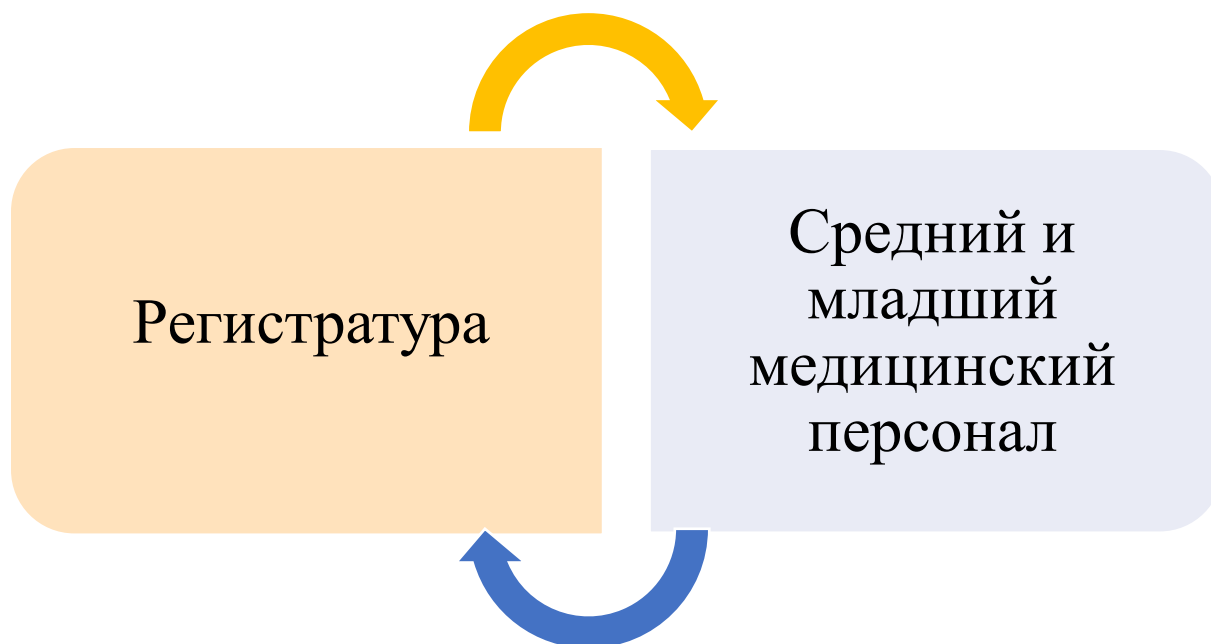 Регистратура
Средний и
младший
медицинский
персонал